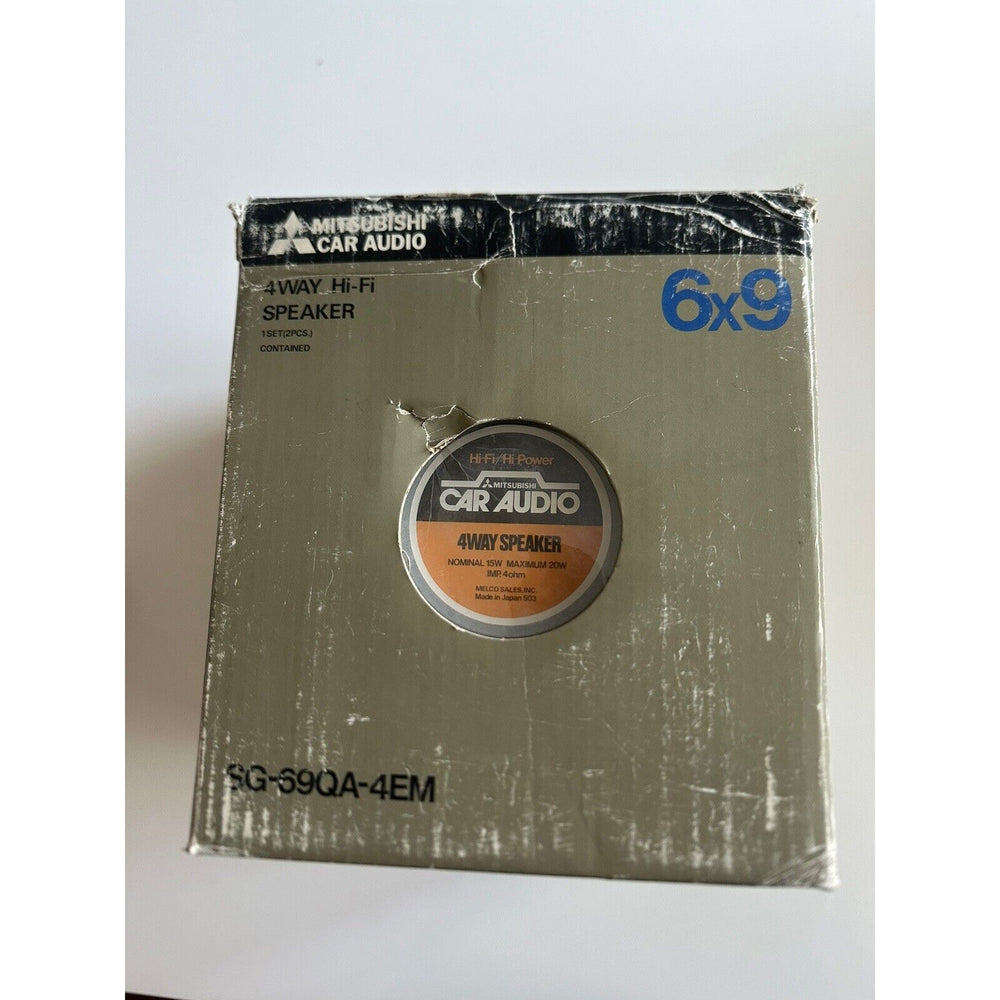 MITSUBISHI
CAR AUDIO
4WAY Hi-Fi
SPEAKER
1SET(2PCS.)
CONTAINED
6x9
Hi-Fi/Hi-Power
MITSUBISHI
CAR AUDIO
4WAY SPEAKER
NOMINAL 15W MAXIMUM 20W
IMP. 4ohm
MELCO SALES, INC.
Made in Japan 503
SG-69QA-4EM